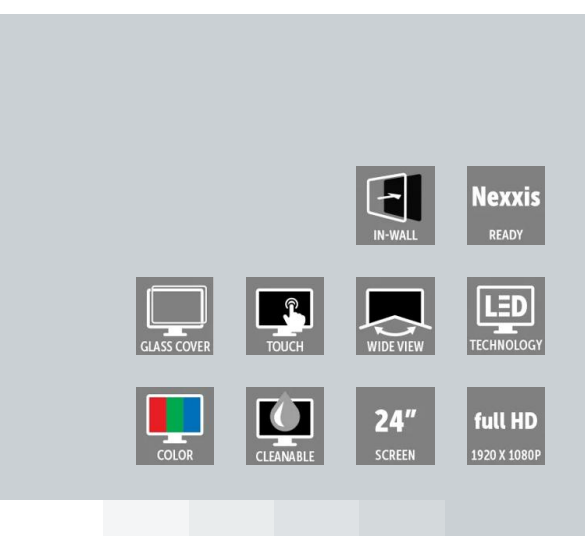 IN-WALL
Nexxis
READY
GLASS COVER
TOUCH
WIDE VIEW
LED
TECHNOLOGY
COLOR
CLEANABLE
24"
SCREEN
full HD
1920 X 1080P